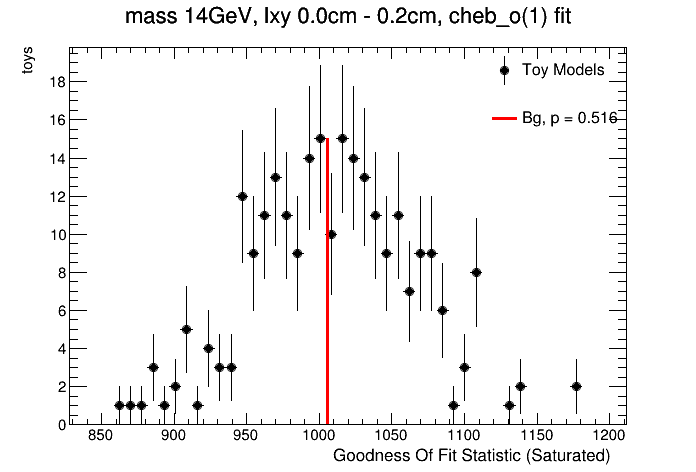 mass 14GeV, lxy 0.0cm - 0.2cm, cheb_o(1) fit
toys
Toy Models
Bg, p = 0.516
18
16
14
12
10
8
6
4
2
0
850 900 950 1000 1050 1100 1150 1200
Goodness Of Fit Statistic (Saturated)